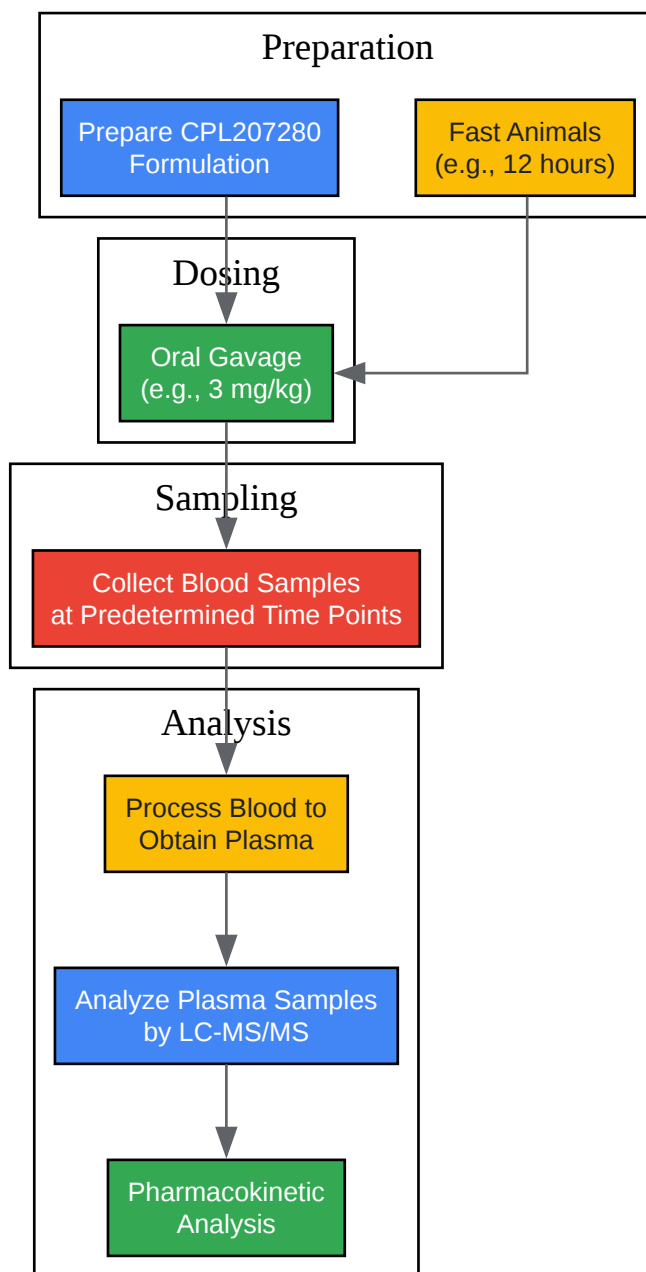 Preparation
Prepare CPL207280
Formulation
Fast Animals
(e.g., 12 hours)
Dosing
Oral Gavage
(e.g., 3 mg/kg)
Sampling
Collect Blood Samples
at Predetermined Time Points
Analysis
Process Blood to
Obtain Plasma
Analyze Plasma Samples
by LC-MS/MS
Pharmacokinetic
Analysis